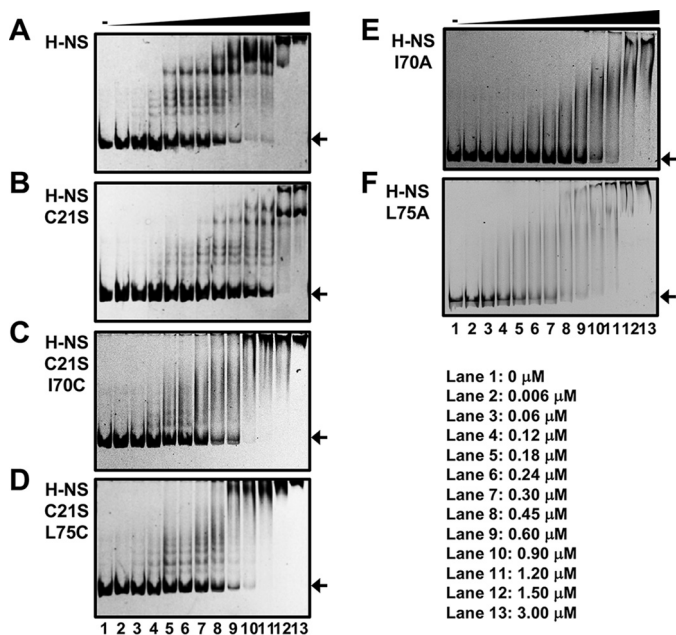 A
H-NS
-
B
H-NS
C21S
C
H-NS
C21S
I70C
D
H-NS
C21S
L75C
1 2 3 4 5 6 7 8 9 10 11 12 13
E
H-NS
I70A
-
F
H-NS
L75A
1 2 3 4 5 6 7 8 9 10 11 12 13
Lane 1: 0 µM
Lane 2: 0.006 µM
Lane 3: 0.06 µM
Lane 4: 0.12 µM
Lane 5: 0.18 µM
Lane 6: 0.24 µM
Lane 7: 0.30 µM
Lane 8: 0.45 µM
Lane 9: 0.60 µM
Lane 10: 0.90 µM
Lane 11: 1.20 µM
Lane 12: 1.50 µM
Lane 13: 3.00 µM